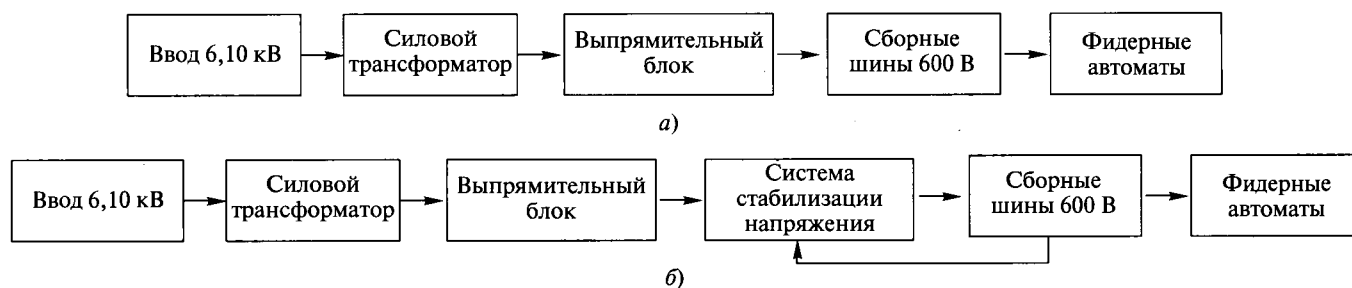 Ввод 6,10 кВ
Силовой
трансформатор
Выпрямительный
блок
Сборные
шины 600 В
Фидерные
автоматы
а)
Ввод 6,10 кВ
Силовой
трансформатор
Выпрямительный
блок
Система
стабилизации
напряжения
Сборные
шины 600 В
Фидерные
автоматы
б)